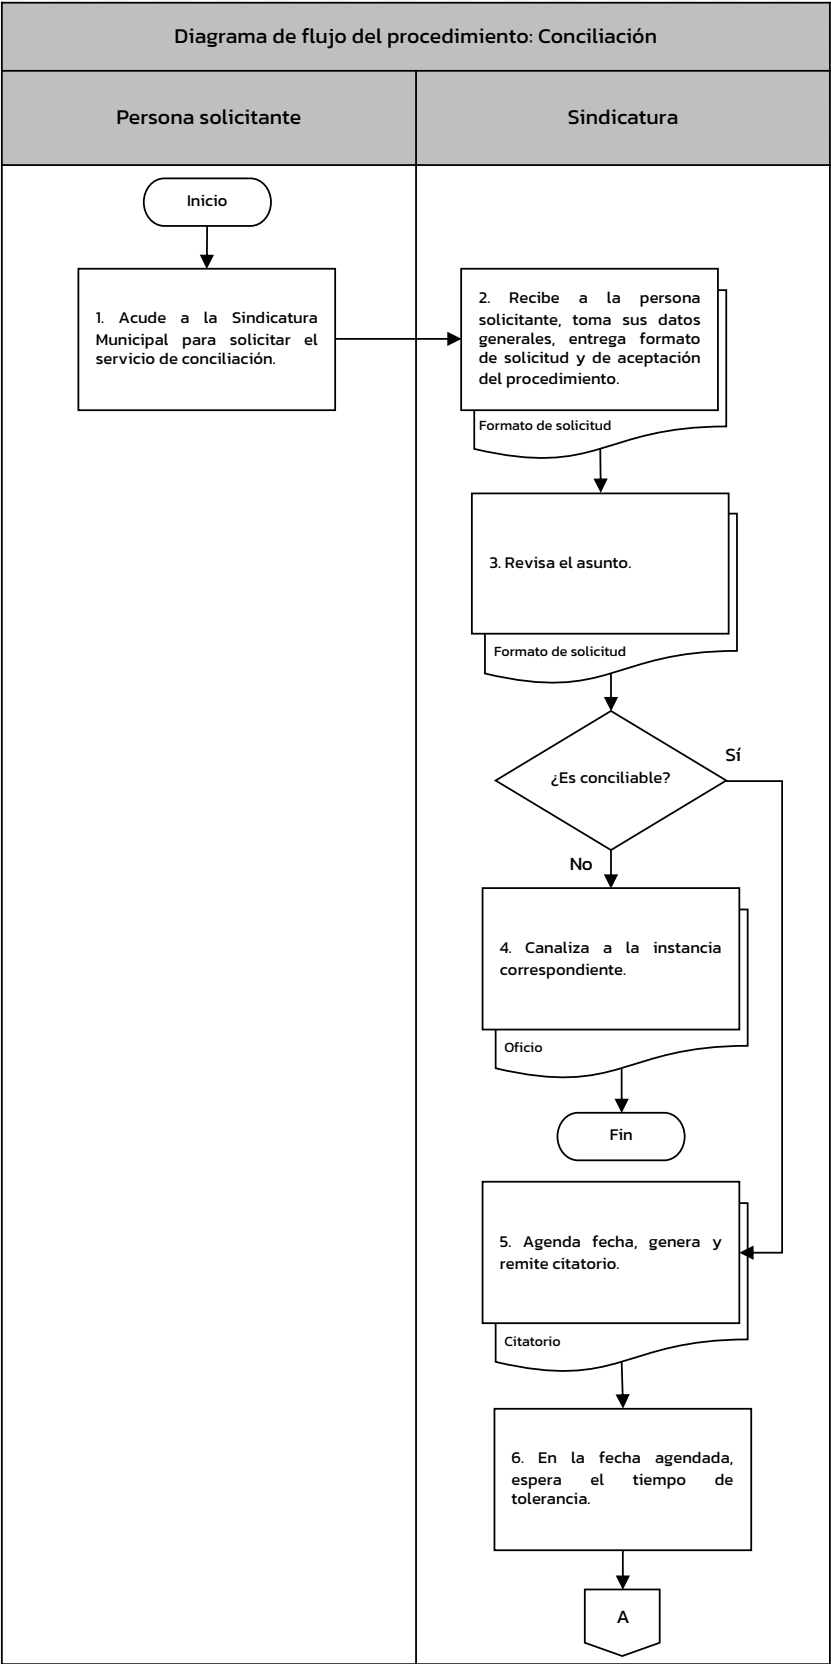 Diagrama de flujo del procedimiento: Conciliación
Persona solicitante
Sindicatura
Inicio
1. Acude a la Sindicatura
Municipal para solicitar el
servicio de conciliación.
2. Recibe a la persona
solicitante, toma sus datos
generales, entrega formato
de solicitud y de aceptación
del procedimiento.
Formato de solicitud
3. Revisa el asunto.
Formato de solicitud
¿Es conciliable?
Sí
No
4. Canaliza a la instancia
correspondiente.
Oficio
Fin
5. Agenda fecha, genera y
remite citatorio.
Citatorio
6. En la fecha agendada,
espera el tiempo de
tolerancia.
A